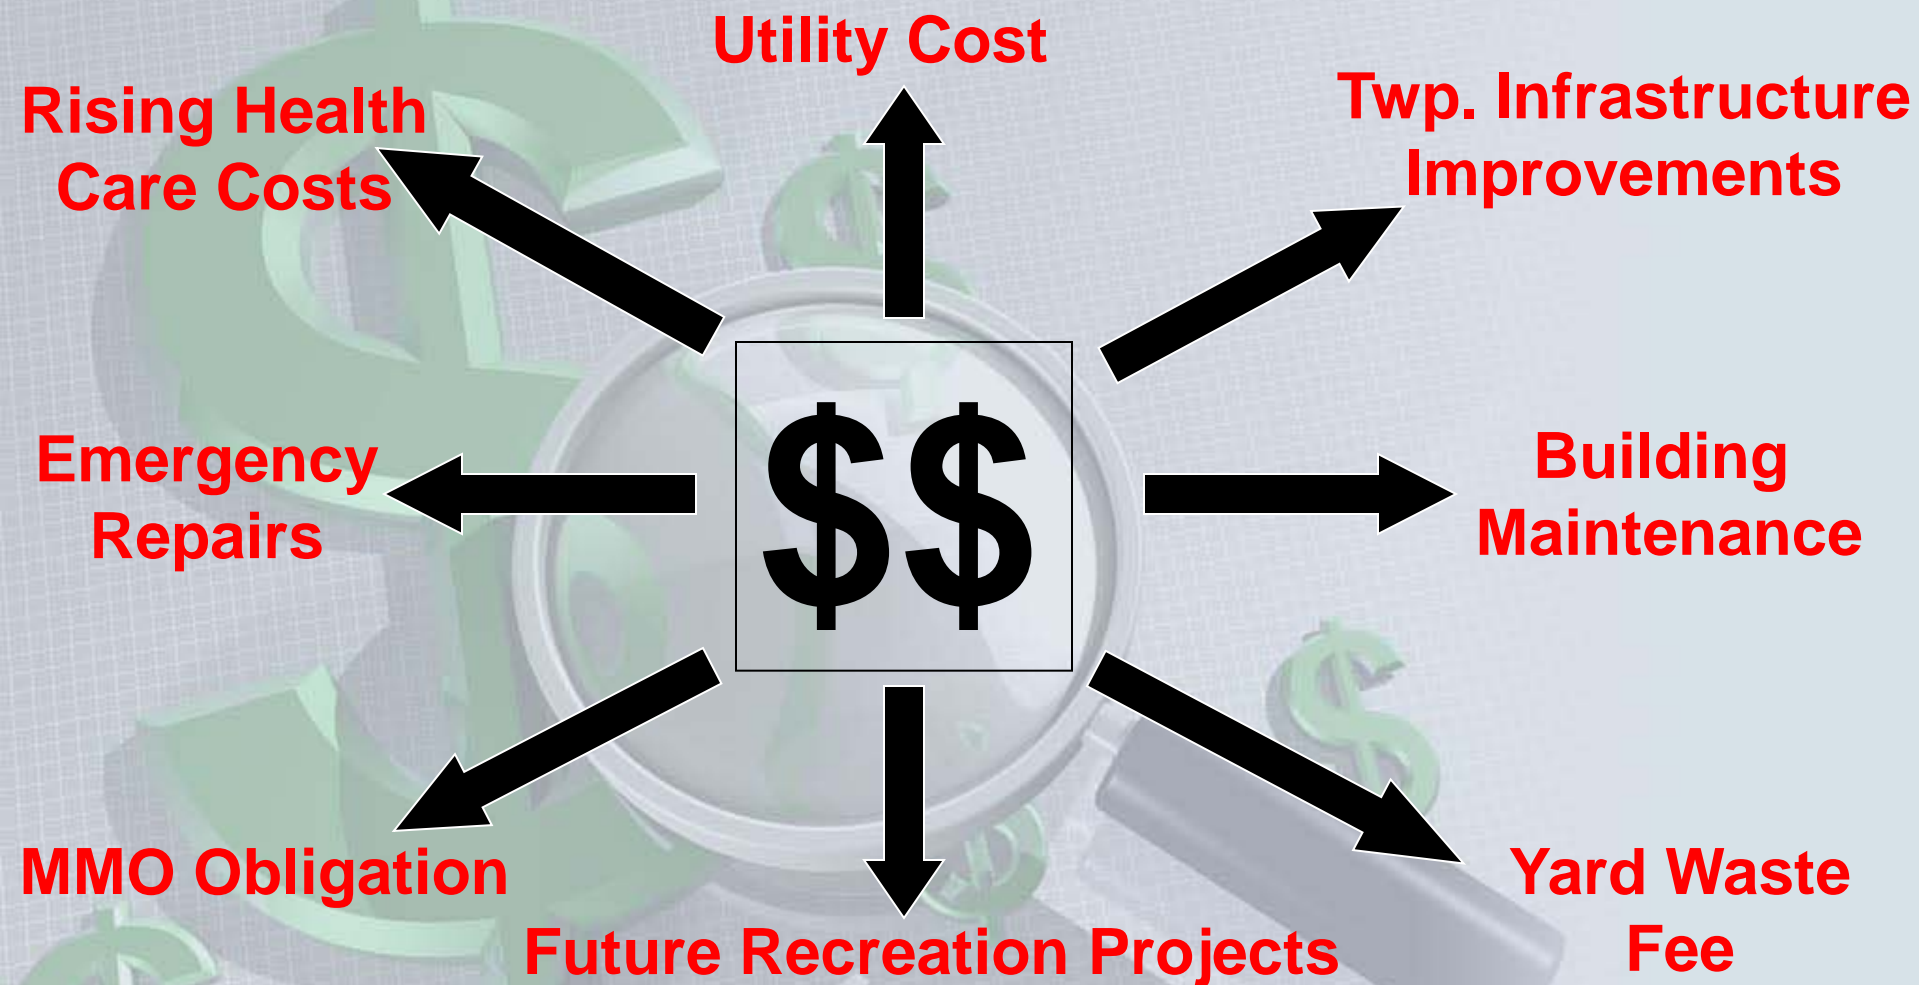 Utility Cost
Rising Health
Care Costs
Twp. Infrastructure
Improvements
Emergency
Repairs
$$
Building
Maintenance
MMO Obligation
Future Recreation Projects
Yard Waste
Fee